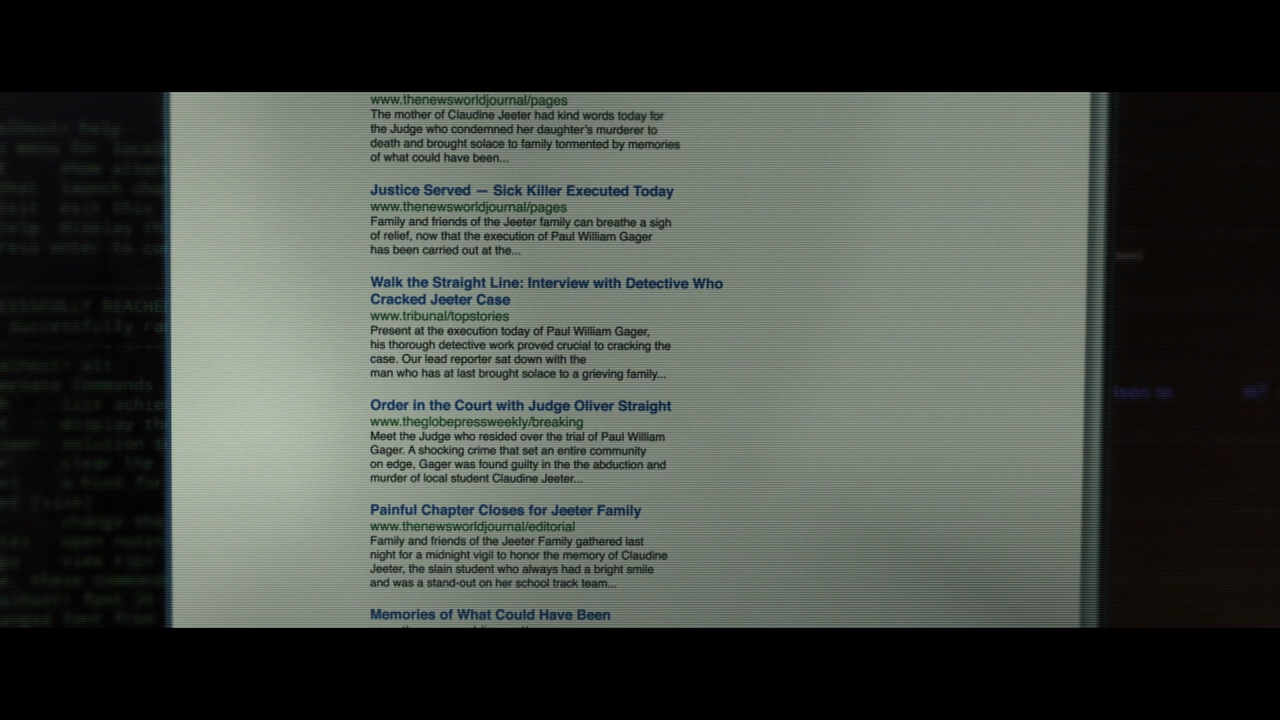 www.thenewsworldjournal/pages
The mother of Claudine Jeeter had kind words today for
the Judge who condemned her daughter's murderer to
death and brought solace to family tormented by memories
of what could have been...
Justice Served — Sick Killer Executed Today
www.thenewsworldjournal/pages
Family and friends of the Jeeter family can breathe a sigh
of relief, now that the execution of Paul William Gager
has been carried out at the...
Walk the Straight Line: Interview with Detective Who
Cracked Jeeter Case
www.tribunal/topstories
Present at the execution today of Paul William Gager,
his thorough detective work proved crucial to cracking the
case. Our lead reporter sat down with the
man who has at last brought solace to a grieving family...
Order in the Court with Judge Oliver Straight
www.theglobepressweekly/breaking
Meet the Judge who resided over the trial of Paul William
Gager. A shocking crime that set an entire community
on edge, Gager was found guilty in the the abduction and
murder of local student Claudine Jeeter...
Painful Chapter Closes for Jeeter Family
www.thenewsworldjournal/editorial
Family and friends of the Jeeter Family gathered last
night for a midnight vigil to honor the memory of Claudine
Jeeter, the slain student who always had a bright smile
and was a stand-out on her school track team...
Memories of What Could Have Been